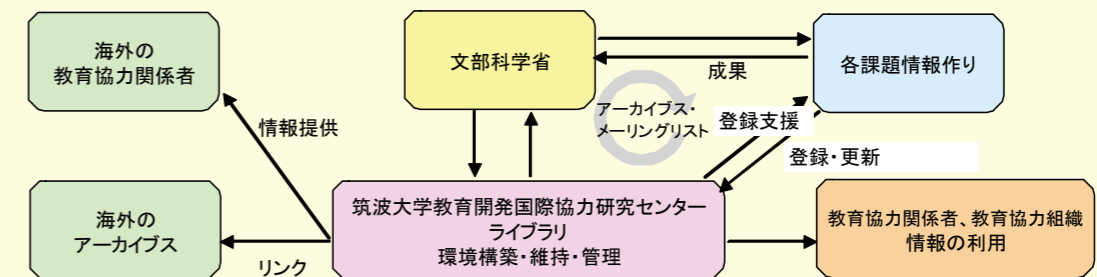 海外の
教育協力関係者
文部科学省
各課題情報作り
成果
アーカイブス・
メーリングリスト
登録支援
情報提供
登録・更新
海外の
アーカイブス
筑波大学教育開発国際協力研究センター
ライブラリ
環境構築・維持・管理
教育協力関係者、教育協力組織
情報の利用
リンク